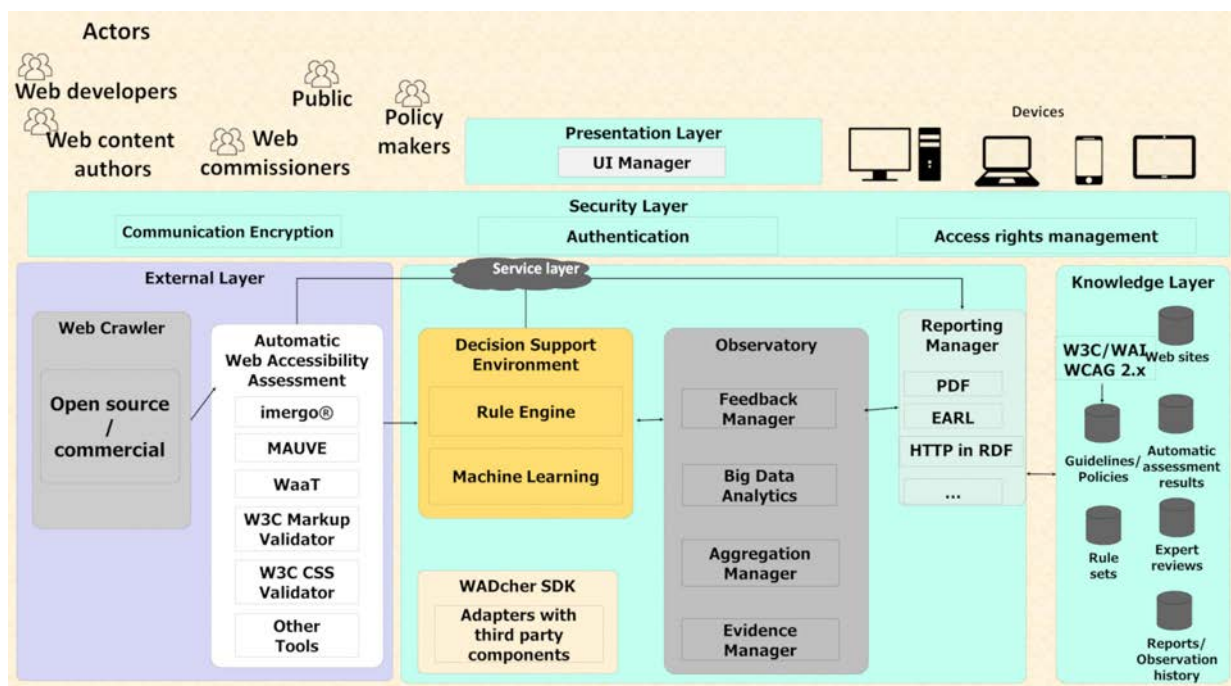 Actors
Web developers
Web content
authors
Public
Web
commissioners
Policy
makers
Presentation Layer
UI Manager
Devices
Security Layer
Communication Encryption
Authentication
Access rights management
External Layer
Web Crawler
Open source
/
commercial
Automatic
Web Accessibility
Assessment
imergo®
MAUVE
WaaT
W3C Markup
Validator
W3C CSS
Validator
Other
Tools
Service layer
Decision Support
Environment
Rule Engine
Machine Learning
WADcher SDK
Adapters with
third party
components
Observatory
Feedback
Manager
Big Data
Analytics
Aggregation
Manager
Evidence
Manager
Reporting
Manager
PDF
EARL
HTTP in RDF
...
Knowledge Layer
Web sites
W3C/WAI
WCAG 2.x
Guidelines/
Policies
Automatic
assessment
results
Rule
sets
Expert
reviews
Reports/
Observation
history